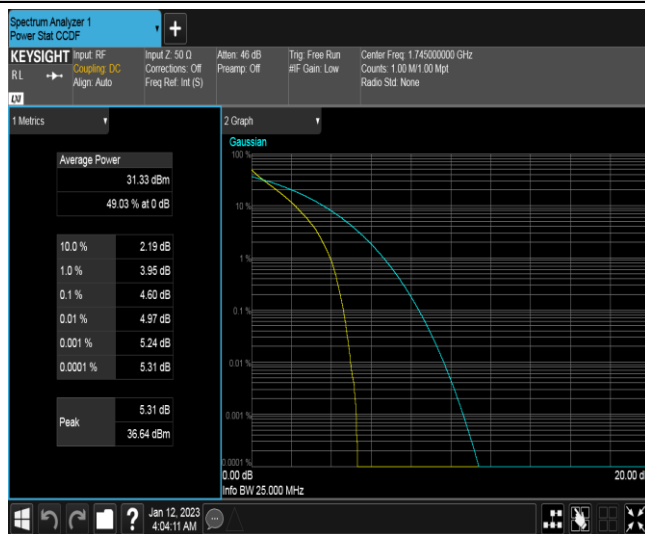 Spectrum Analyzer 1
Power Stat CCDF
KEYSIGHT
RL
Input: RF
Coupling: DC
Align: Auto
Input Z: 50 Ω
Corrections: Off
Freq Ref: Int (S)
Atten: 46 dB
Preamp: Off
Trig: Free Run
#IF Gain: Low
Center Freq: 1.745000000 GHz
Counts: 1.00 M/1.00 Mpt
Radio Std: None
1 Metrics
Average Power
31.33 dBm
49.03 % at 0 dB
10.0 % 2.19 dB
1.0 % 3.95 dB
0.1 % 4.60 dB
0.01 % 4.97 dB
0.001 % 5.24 dB
0.0001 % 5.31 dB
Peak
5.31 dB
36.64 dBm
2 Graph
Gaussian
100 %
10 %
1 %
0.1 %
0.01 %
0.001 %
0.0001 %
0.00 dB
20.00 d
Info BW 25.000 MHz
Jan 12, 2023
4:04:11 AM